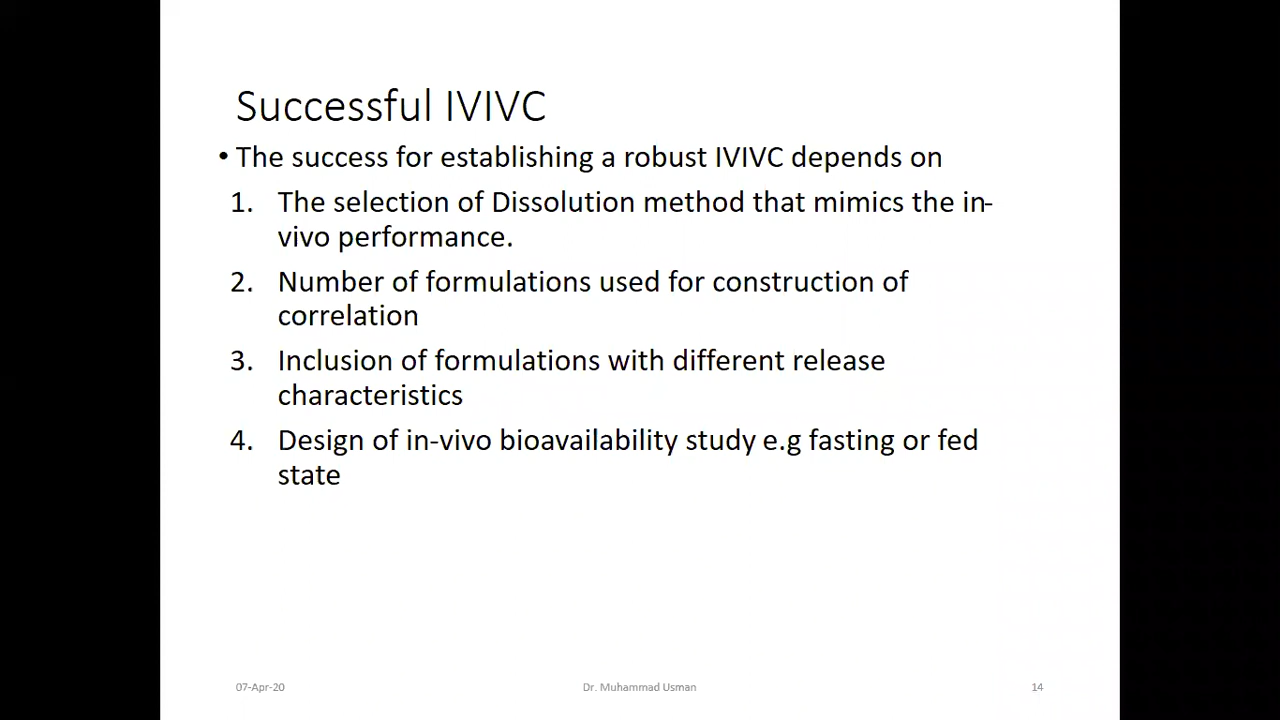 Successful IVIVC
• The success for establishing a robust IVIVC depends on
1. The selection of Dissolution method that mimics the in-
vivo performance.
2. Number of formulations used for construction of
correlation
3. Inclusion of formulations with different release
characteristics
4. Design of in-vivo bioavailability study e.g fasting or fed
state
07-Apr-20
Dr. Muhammad Usman
14